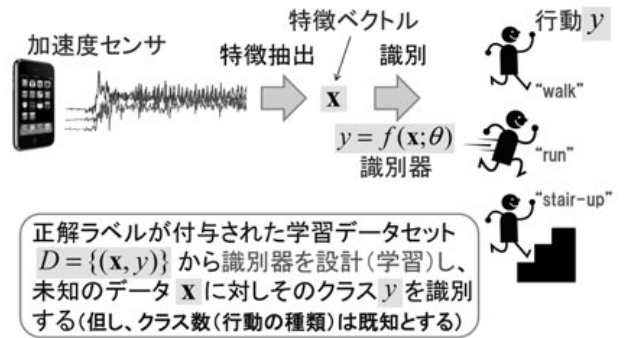 加速度センサ
特徴抽出
特徴ベクトル
x
識別
y = f(x;θ)
識別器
行動 y
“walk”
“run”
“stair-up”
正解ラベルが付与された学習データセット
D = {(x, y)} から識別器を設計(学習)し、
未知のデータ x に対しそのクラス y を識別
する(但し、クラス数(行動の種類)は既知とする)